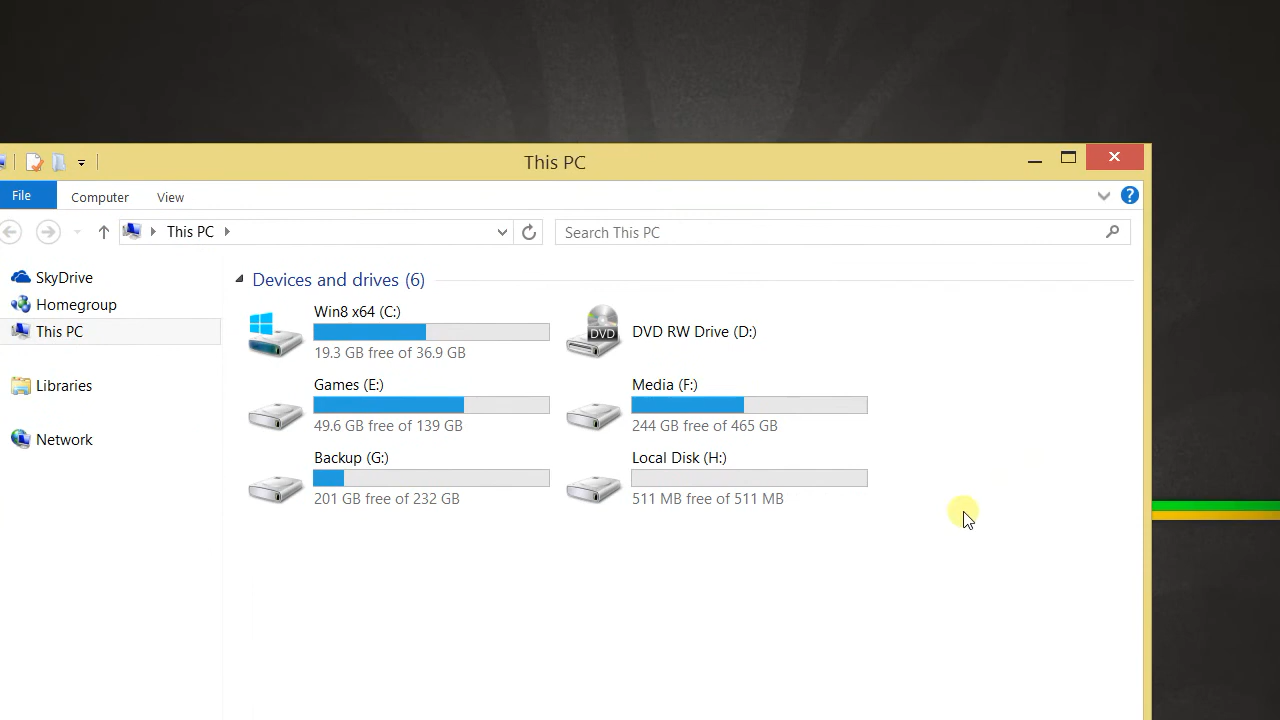 This PC
File
Computer
View
This PC
Search This PC
SkyDrive
Homegroup
This PC
Libraries
Network
Devices and drives (6)
Win8 x64 (C:)
19.3 GB free of 36.9 GB
DVD
DVD RW Drive (D:)
Games (E:)
49.6 GB free of 139 GB
Media (F:)
244 GB free of 465 GB
Backup (G:)
201 GB free of 232 GB
Local Disk (H:)
511 MB free of 511 MB